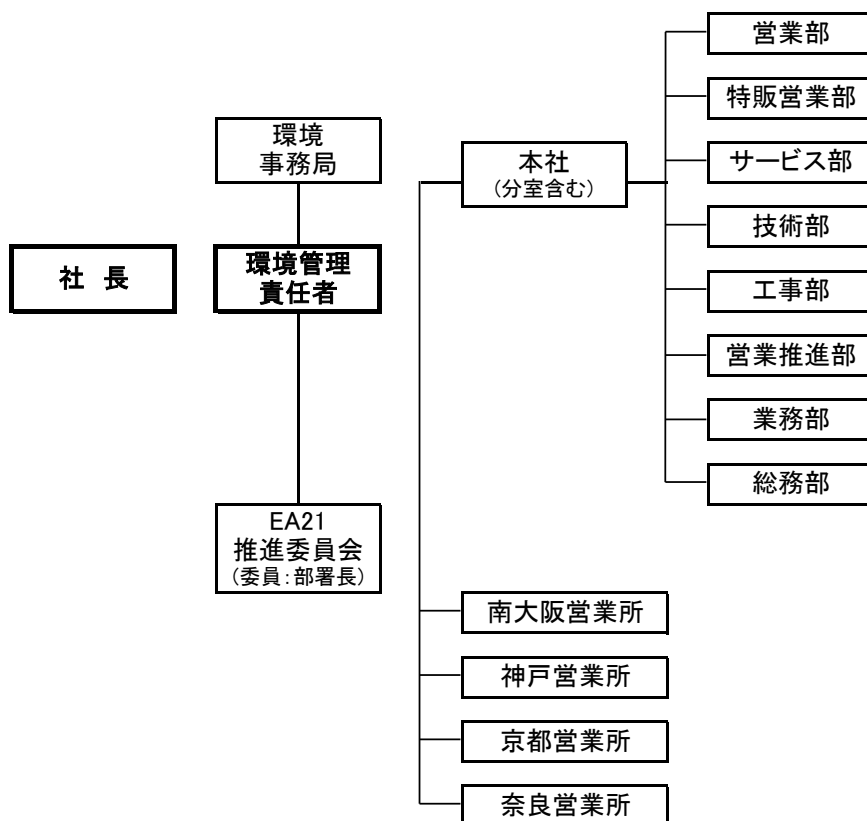 社 長
環境
事務局
環境管理
責任者
EA21
推進委員会
(委員:部署長)
本社
(分室含む)
南大阪営業所
神戸営業所
京都営業所
奈良営業所
営業部
特販営業部
サービス部
技術部
工事部
営業推進部
業務部
総務部